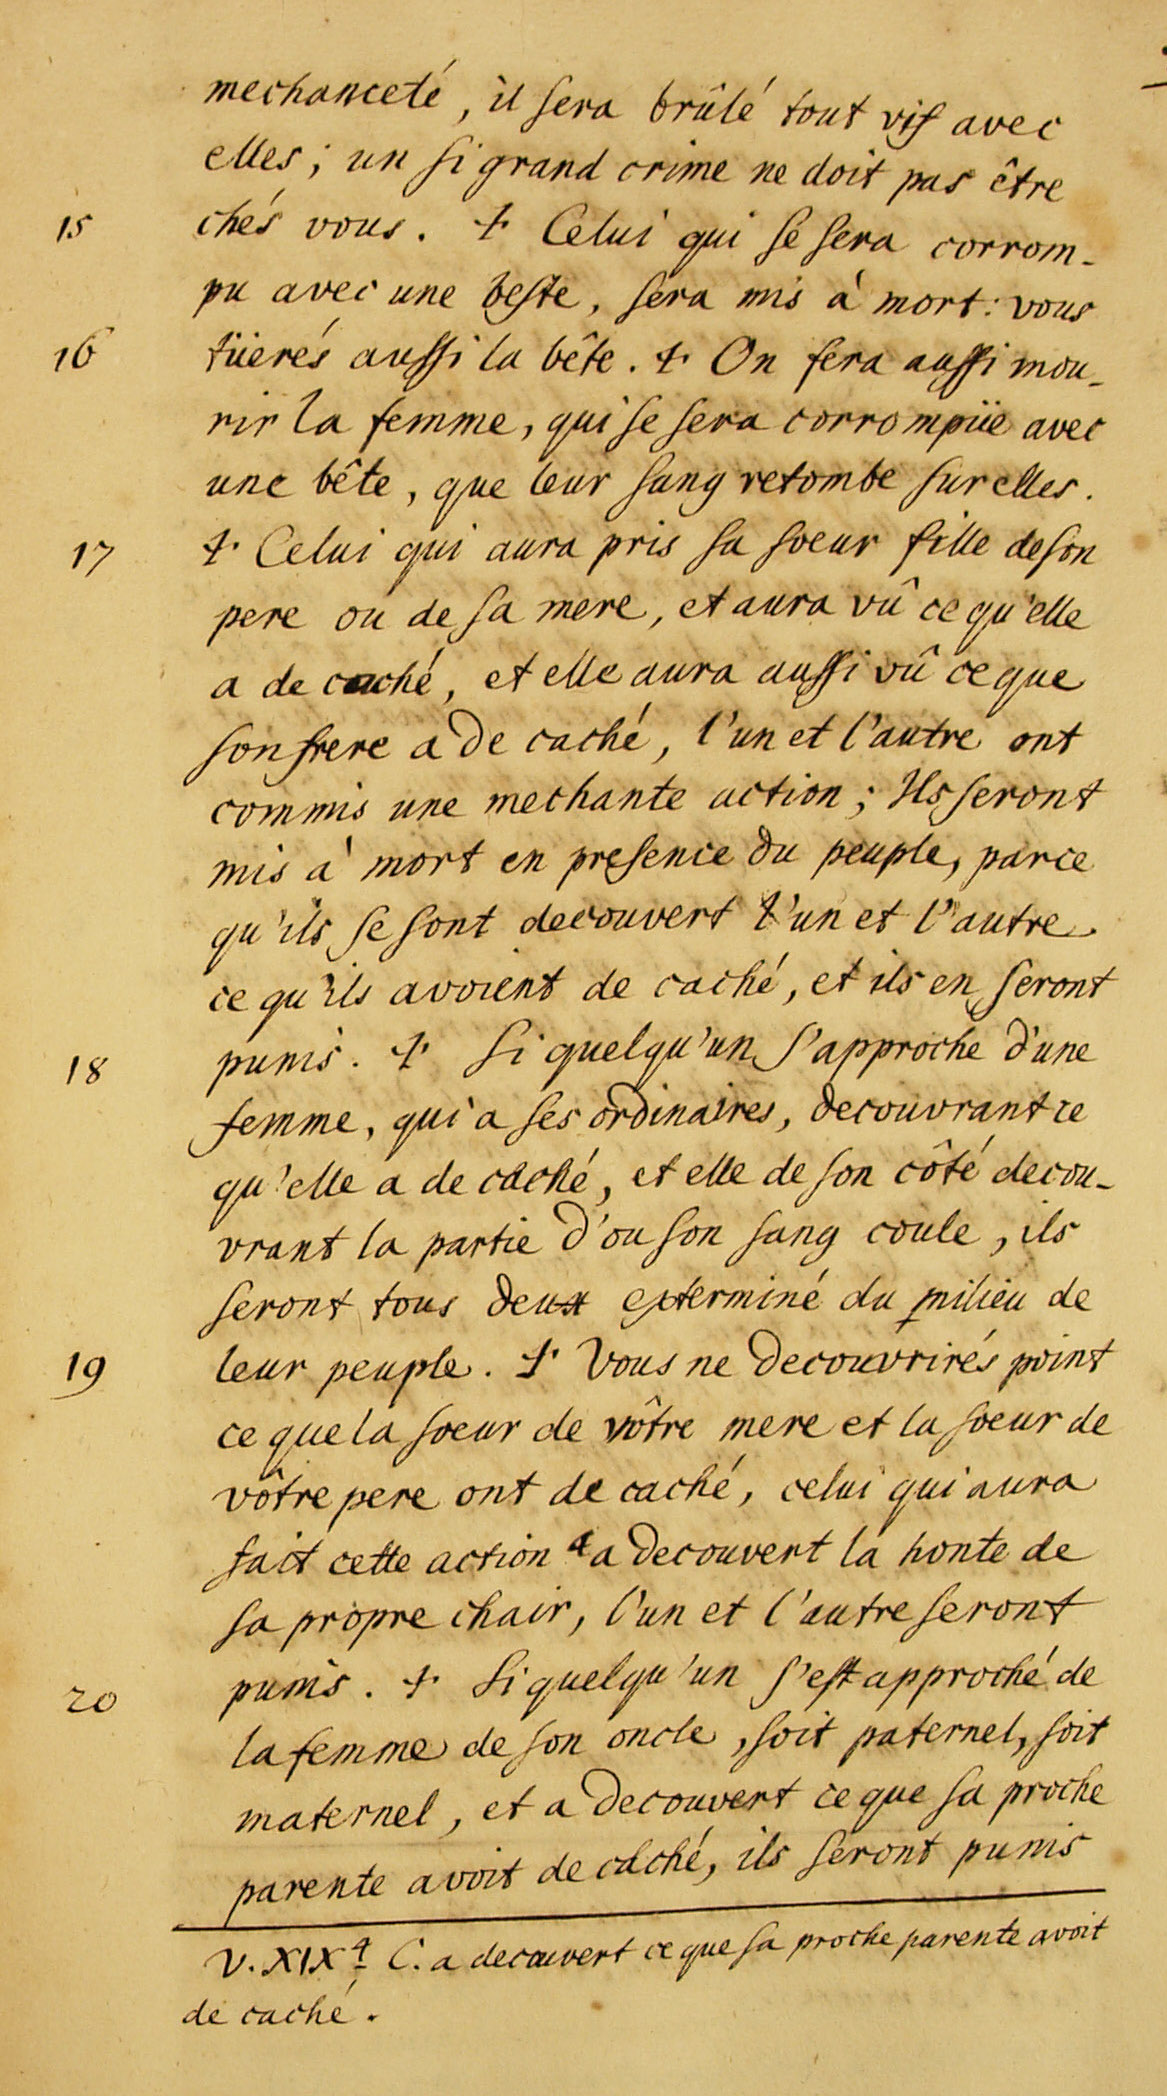 mechanceté, il sera brûlé tout vif avec
elles; un si grand crime ne doit pas être
15 chés vous. + Celui qui se sera corrom-
pu avec une beste, sera mis à mort: vous
16 tüerés aussi la bête. + On fera aussi mou-
rir la femme, qui se sera corrompüe avec
une bête, que leur sang retombe sur elles.
17 + Celui qui aura pris sa soeur fille de son
pere ou de sa mere, et aura vû ce qu'elle
a de caché, et elle aura aussi vû ce que
son frere a de caché, l'un et l'autre ont
commis une mechante action; Ils seront
mis à mort en presence du peuple, parce
qu'ils se sont decouvert l'un et l'autre
ce qu'ils avoient de caché, et ils en seront
18 punis. + Si quelqu'un s'approche d'une
femme, qui a ses ordinaires, decouvrant ce
qu'elle a de caché, et elle de son côté decou-
vrant la partie d'ou son sang coule, ils
seront tous deux exterminé du milieu de
19 leur peuple. + Vous ne decouvrirés point
ce que la soeur de vôtre mere et la soeur de
vôtre pere ont de caché, celui qui aura
fait cette action a a decouvert la honte de
sa propre chair, l'un et l'autre seront
20 punis. + Si quelqu'un s'est approché de
la femme de son oncle, soit paternel, soit
maternel, et a decouvert ce que sa proche
parente avoit de caché, ils seront punis
V. XIX a C. a decouvert ce que sa proche parente avoit
de caché.